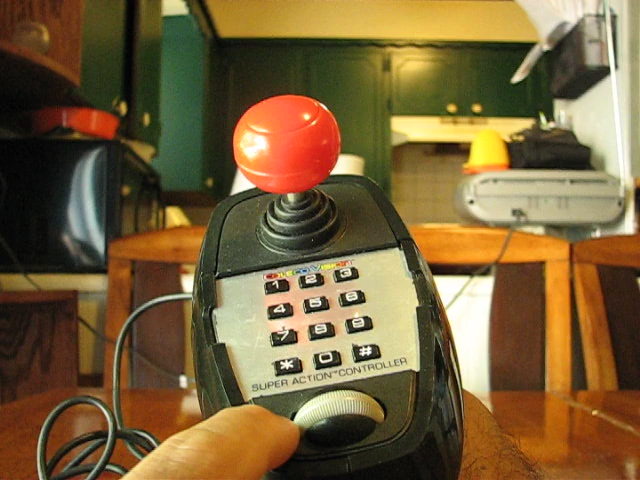 COLECOVISION
1 2 3
4 5 6
7 8 9
* 0 #
SUPER ACTION™ CONTROLLER